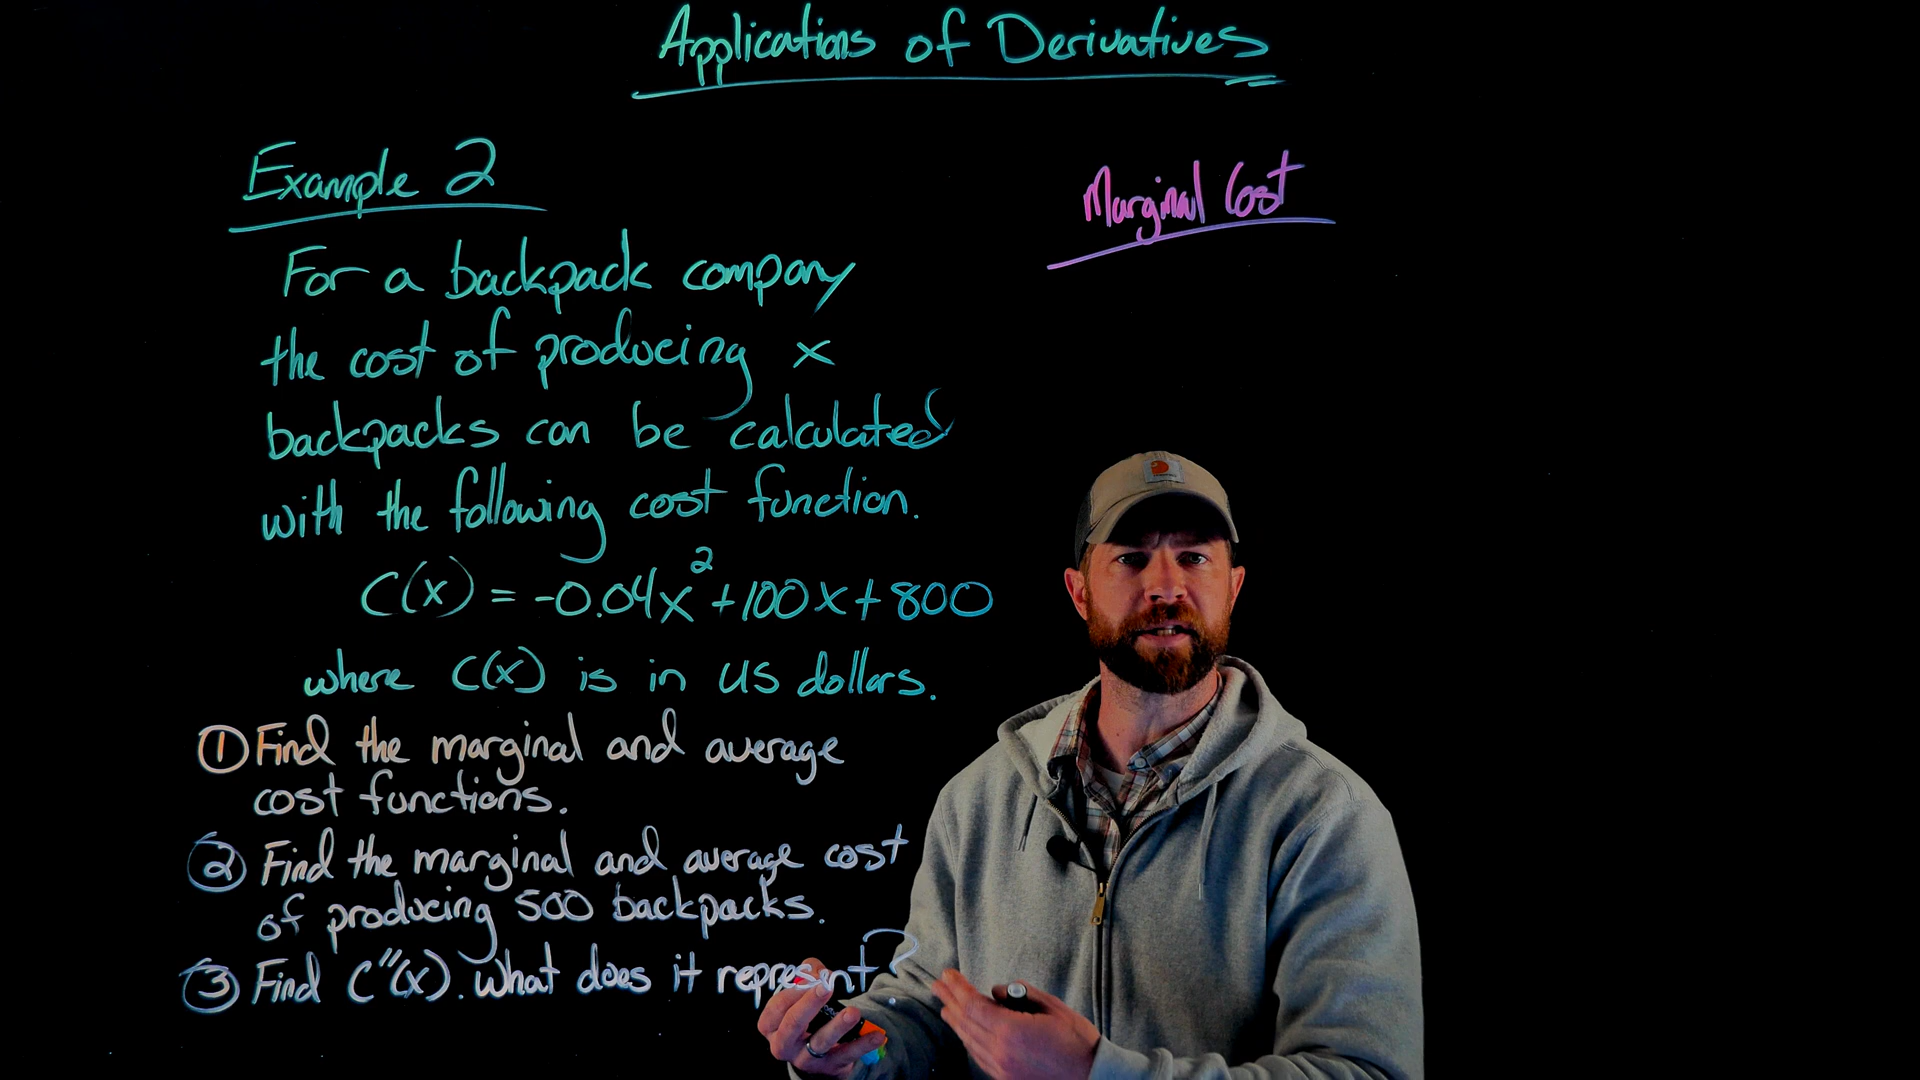 Applications of Derivatives
Example 2
Marginal Cost
For a backpack company
the cost of producing x
backpacks can be calculated
with the following cost function.
C(x) = -0.04x² + 100x + 800
where C(x) is in US dollars.
① Find the marginal and average
cost functions.
② Find the marginal and average cost
of producing 500 backpacks.
③ Find C″(x). What does it represent?